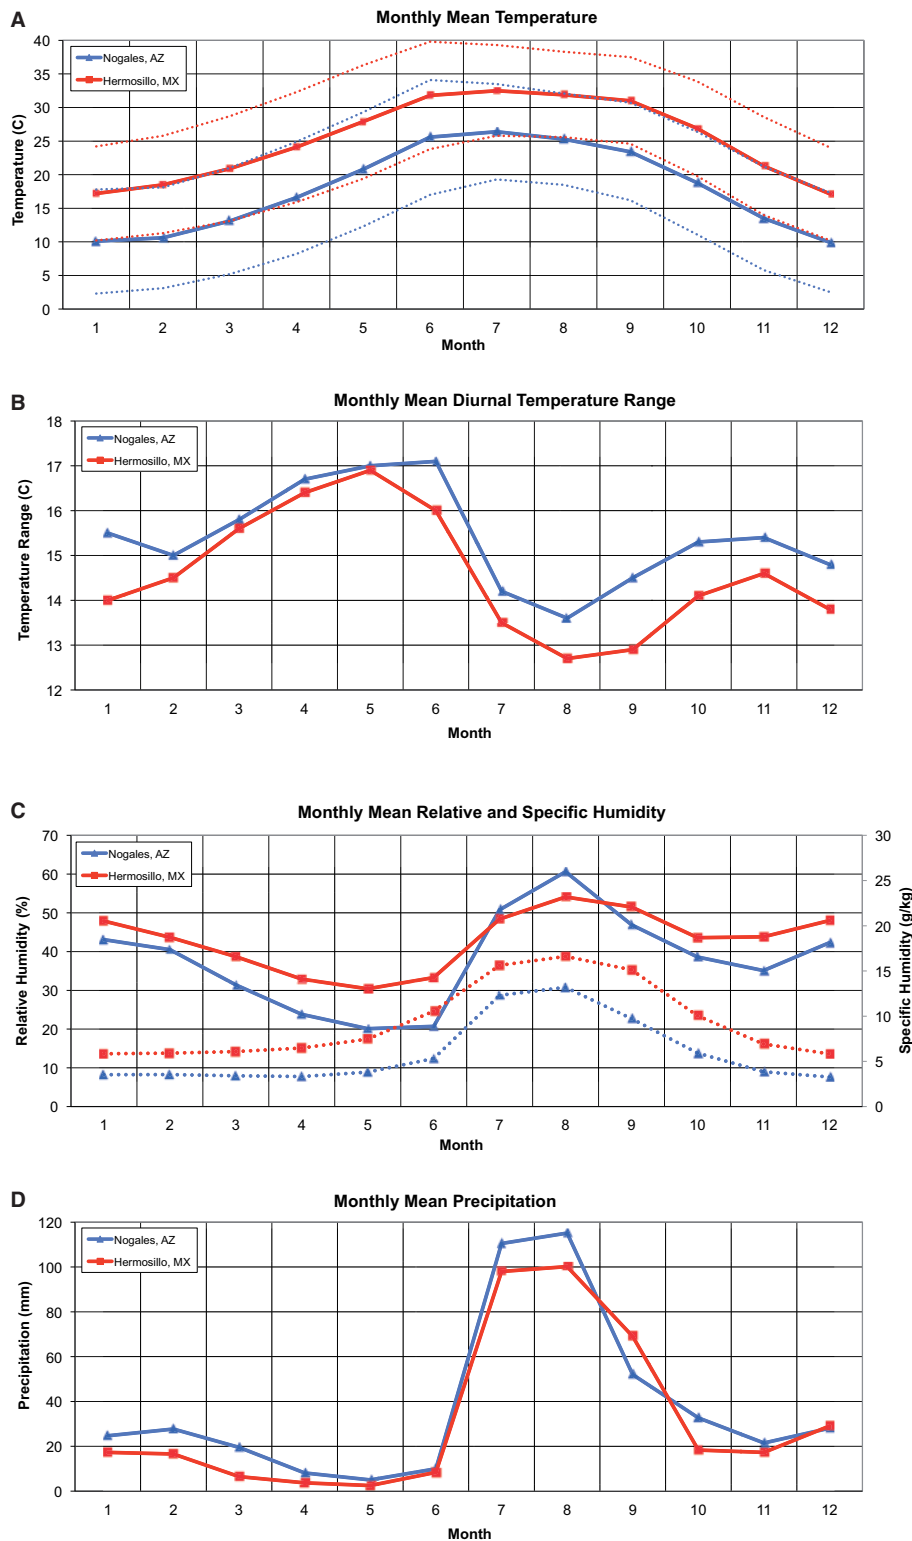 A
Monthly Mean Temperature
Temperature (C)
40
35
30
25
20
15
10
5
0
Nogales, AZ
Hermosillo, MX
1 2 3 4 5 6 7 8 9 10 11 12
Month
B
Monthly Mean Diurnal Temperature Range
Temperature Range (C)
18
17
16
15
14
13
12
Nogales, AZ
Hermosillo, MX
1 2 3 4 5 6 7 8 9 10 11 12
Month
C
Monthly Mean Relative and Specific Humidity
Relative Humidity (%)
70
60
50
40
30
20
10
0
Nogales, AZ
Hermosillo, MX
30
25
20
15
10
5
0
Specific Humidity (g/kg)
1 2 3 4 5 6 7 8 9 10 11 12
Month
D
Monthly Mean Precipitation
Precipitation (mm)
120
100
80
60
40
20
0
Nogales, AZ
Hermosillo, MX
1 2 3 4 5 6 7 8 9 10 11 12
Month